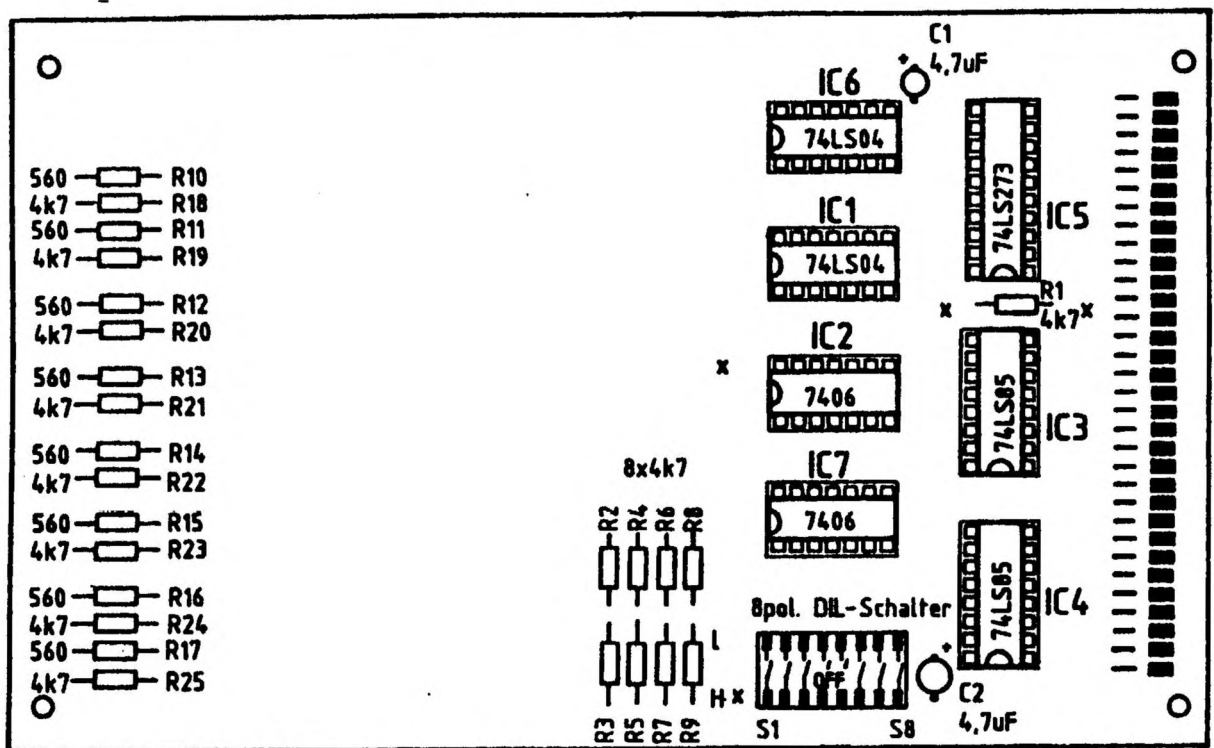 560 R10
4k7 R18
560 R11
4k7 R19
560 R12
4k7 R20
560 R13
4k7 R21
560 R14
4k7 R22
560 R15
4k7 R23
560 R16
4k7 R24
560 R17
4k7 R25
8x4k7
R2 R4 R6 R8
R3 R5 R7 R9
L
H x
x
IC6
74LS04
IC1
74LS04
IC2
7406
IC7
7406
8pol. DIL-Schalter
OFF
S1 S8
C1
+ 4,7uF
74LS273
IC5
R1
x 4k7 x
74LS85
IC3
74LS85
IC4
+
C2
4,7uF